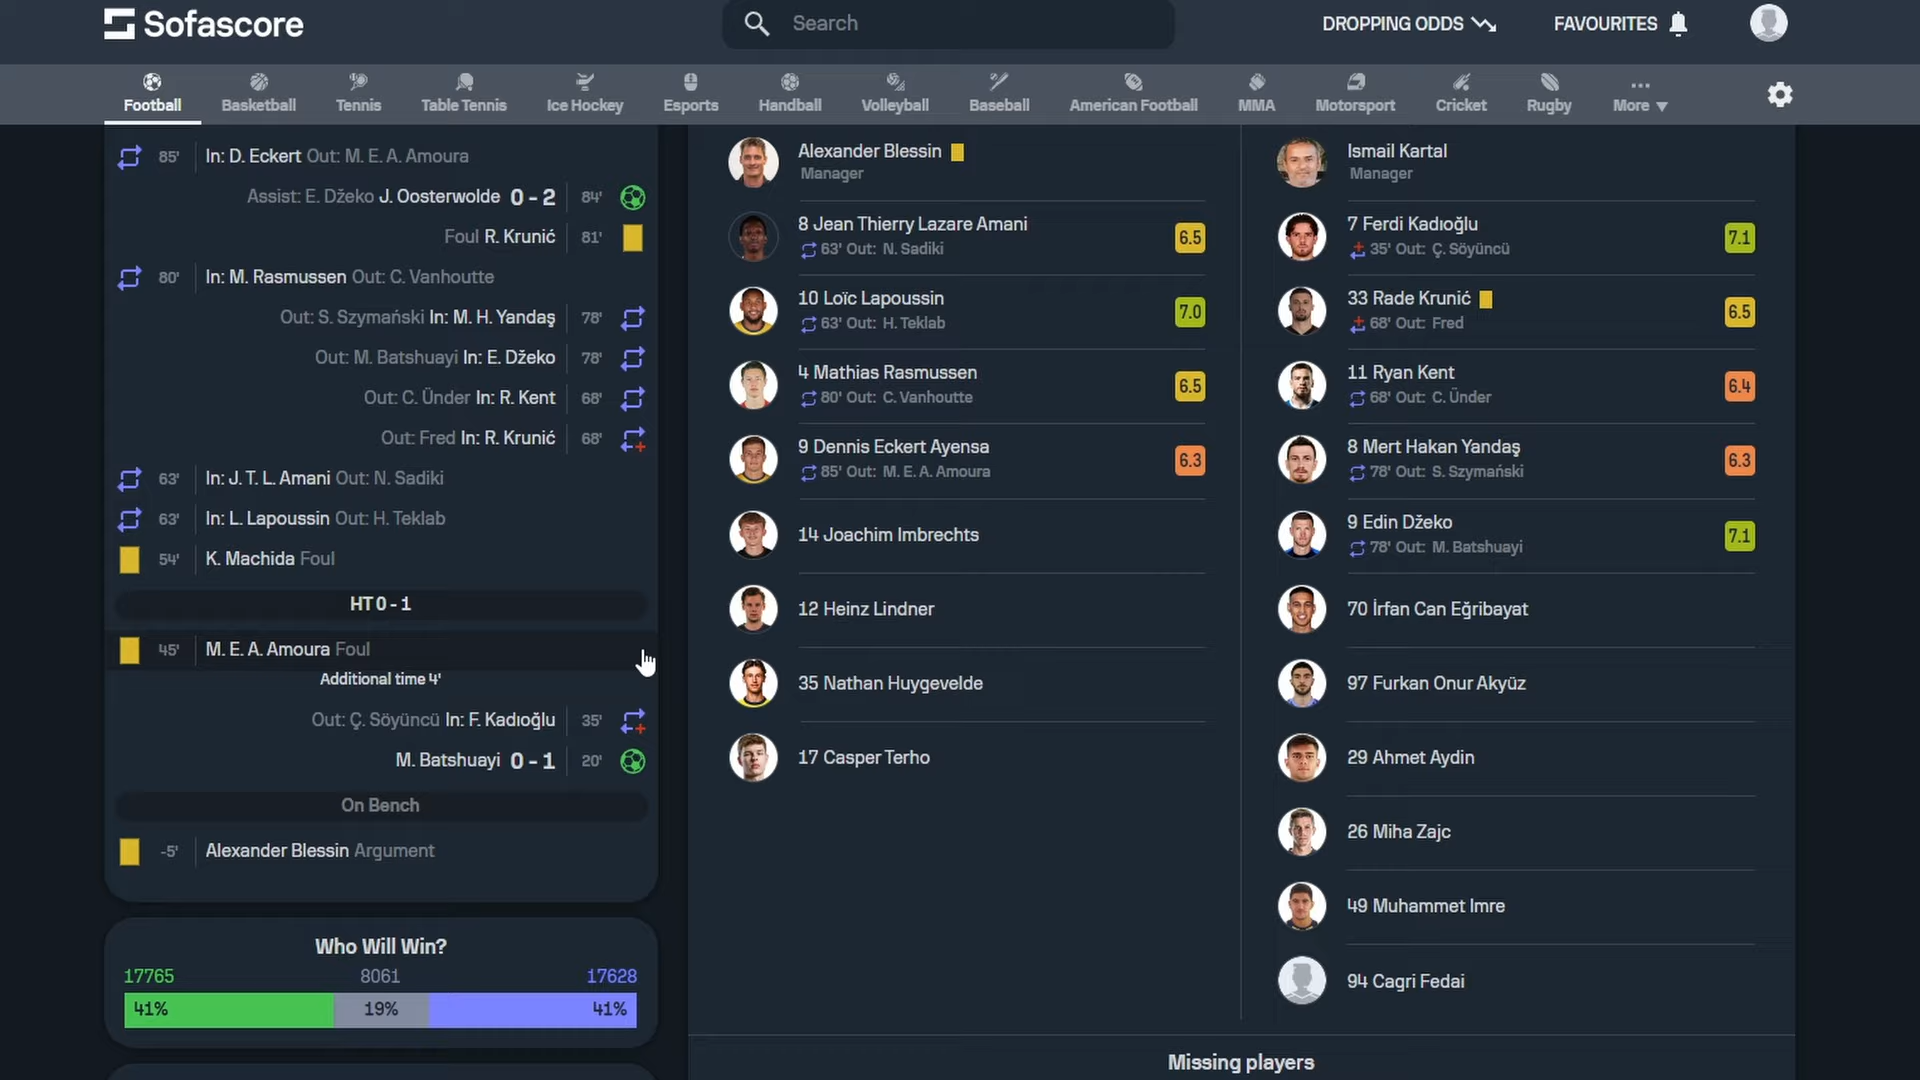 Sofascore
Search
DROPPING ODDS
FAVOURITES
Football
Basketball
Tennis
Table Tennis
Ice Hockey
Esports
Handball
Volleyball
Baseball
American Football
MMA
Motorsport
Cricket
Rugby
More
85' In: D. Eckert Out: M. E. A. Amoura
Assist: E. Džeko J. Oosterwolde 0 - 2 84'
Foul R. Krunić 81'
80' In: M. Rasmussen Out: C. Vanhoutte
Out: S. Szymański In: M. H. Yandaş 78'
Out: M. Batshuayi In: E. Džeko 78'
Out: C. Ünder In: R. Kent 68'
Out: Fred In: R. Krunić 68'
63' In: J. T. L. Amani Out: N. Sadiki
63' In: L. Lapoussin Out: H. Teklab
54' K. Machida Foul
HT 0 - 1
45' M. E. A. Amoura Foul
Additional time 4'
Out: Ç. Söyüncü In: F. Kadıoğlu 35'
M. Batshuayi 0 - 1 20'
On Bench
-5' Alexander Blessin Argument
Who Will Win?
17765 8061 17628
41% 19% 41%
Alexander Blessin
Manager
8 Jean Thierry Lazare Amani
63' Out: N. Sadiki
6.5
10 Loïc Lapoussin
63' Out: H. Teklab
7.0
4 Mathias Rasmussen
80' Out: C. Vanhoutte
6.5
9 Dennis Eckert Ayensa
85' Out: M. E. A. Amoura
6.3
14 Joachim Imbrechts
12 Heinz Lindner
35 Nathan Huygevelde
17 Casper Terho
Ismail Kartal
Manager
7 Ferdi Kadıoğlu
35' Out: Ç. Söyüncü
7.1
33 Rade Krunić
68' Out: Fred
6.5
11 Ryan Kent
68' Out: C. Ünder
6.4
8 Mert Hakan Yandaş
78' Out: S. Szymański
6.3
9 Edin Džeko
78' Out: M. Batshuayi
7.1
70 İrfan Can Eğribayat
97 Furkan Onur Akyüz
29 Ahmet Aydin
26 Miha Zajc
49 Muhammet Imre
94 Cagri Fedai
Missing players